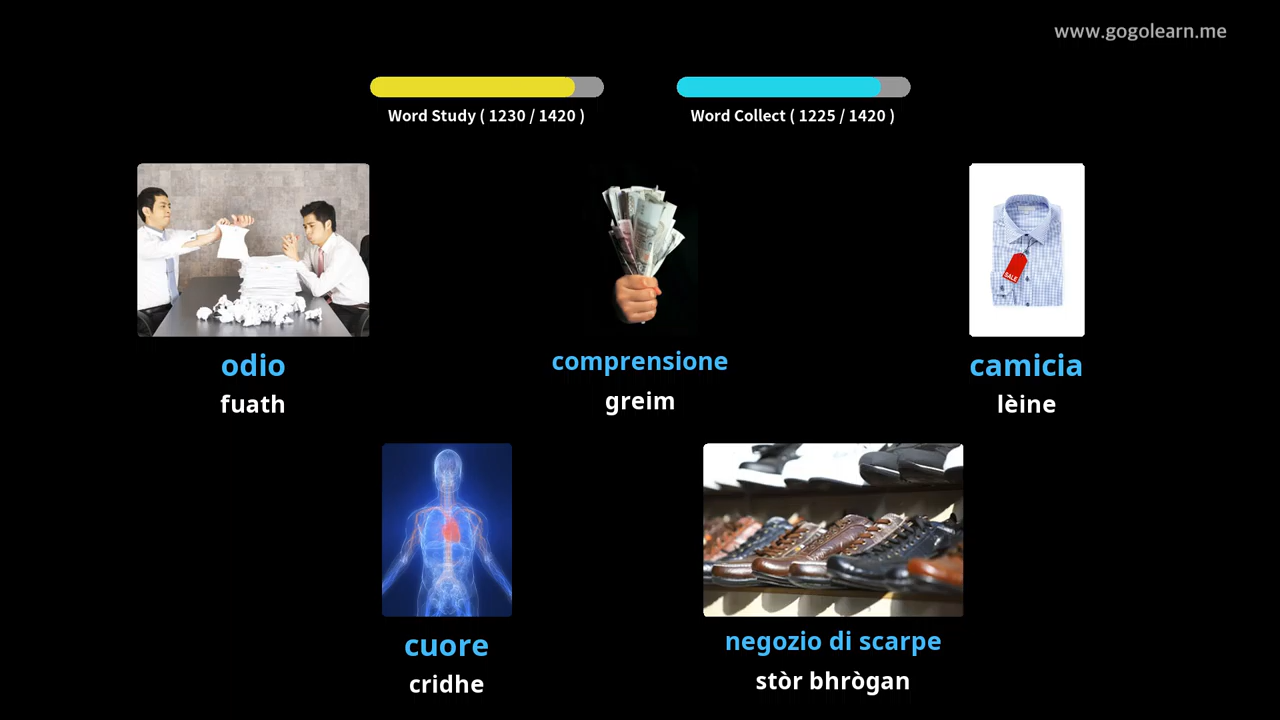 www.gogolearn.me
Word Study ( 1230 / 1420 )
Word Collect ( 1225 / 1420 )
odio
fuath
comprensione
greim
SALE
camicia
lèine
cuore
cridhe
negozio di scarpe
stòr bhrògan